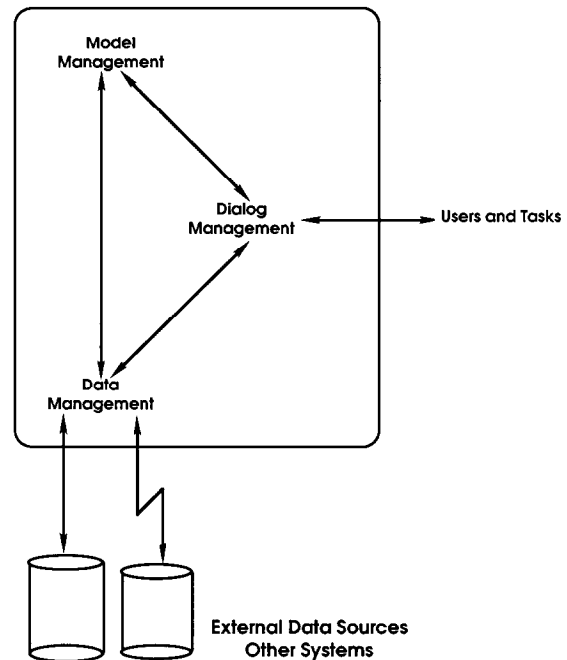 Model
Management
Dialog
Management
Users and Tasks
Data
Management
External Data Sources
Other Systems